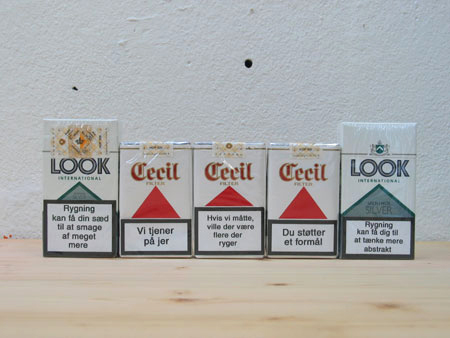 LOOK
INTERNATIONAL
Rygning
kan få din sæd
til at smage
af meget
mere
Cecil
FILTER
Vi tjener
på jer
Cecil
FILTER
Hvis vi måtte,
ville der være
flere der
ryger
Cecil
FILTER
Du støtter
et formål
LOOK
INTERNATIONAL
SILVER
Rygning
kan få dig til
at tænke mere
abstrakt